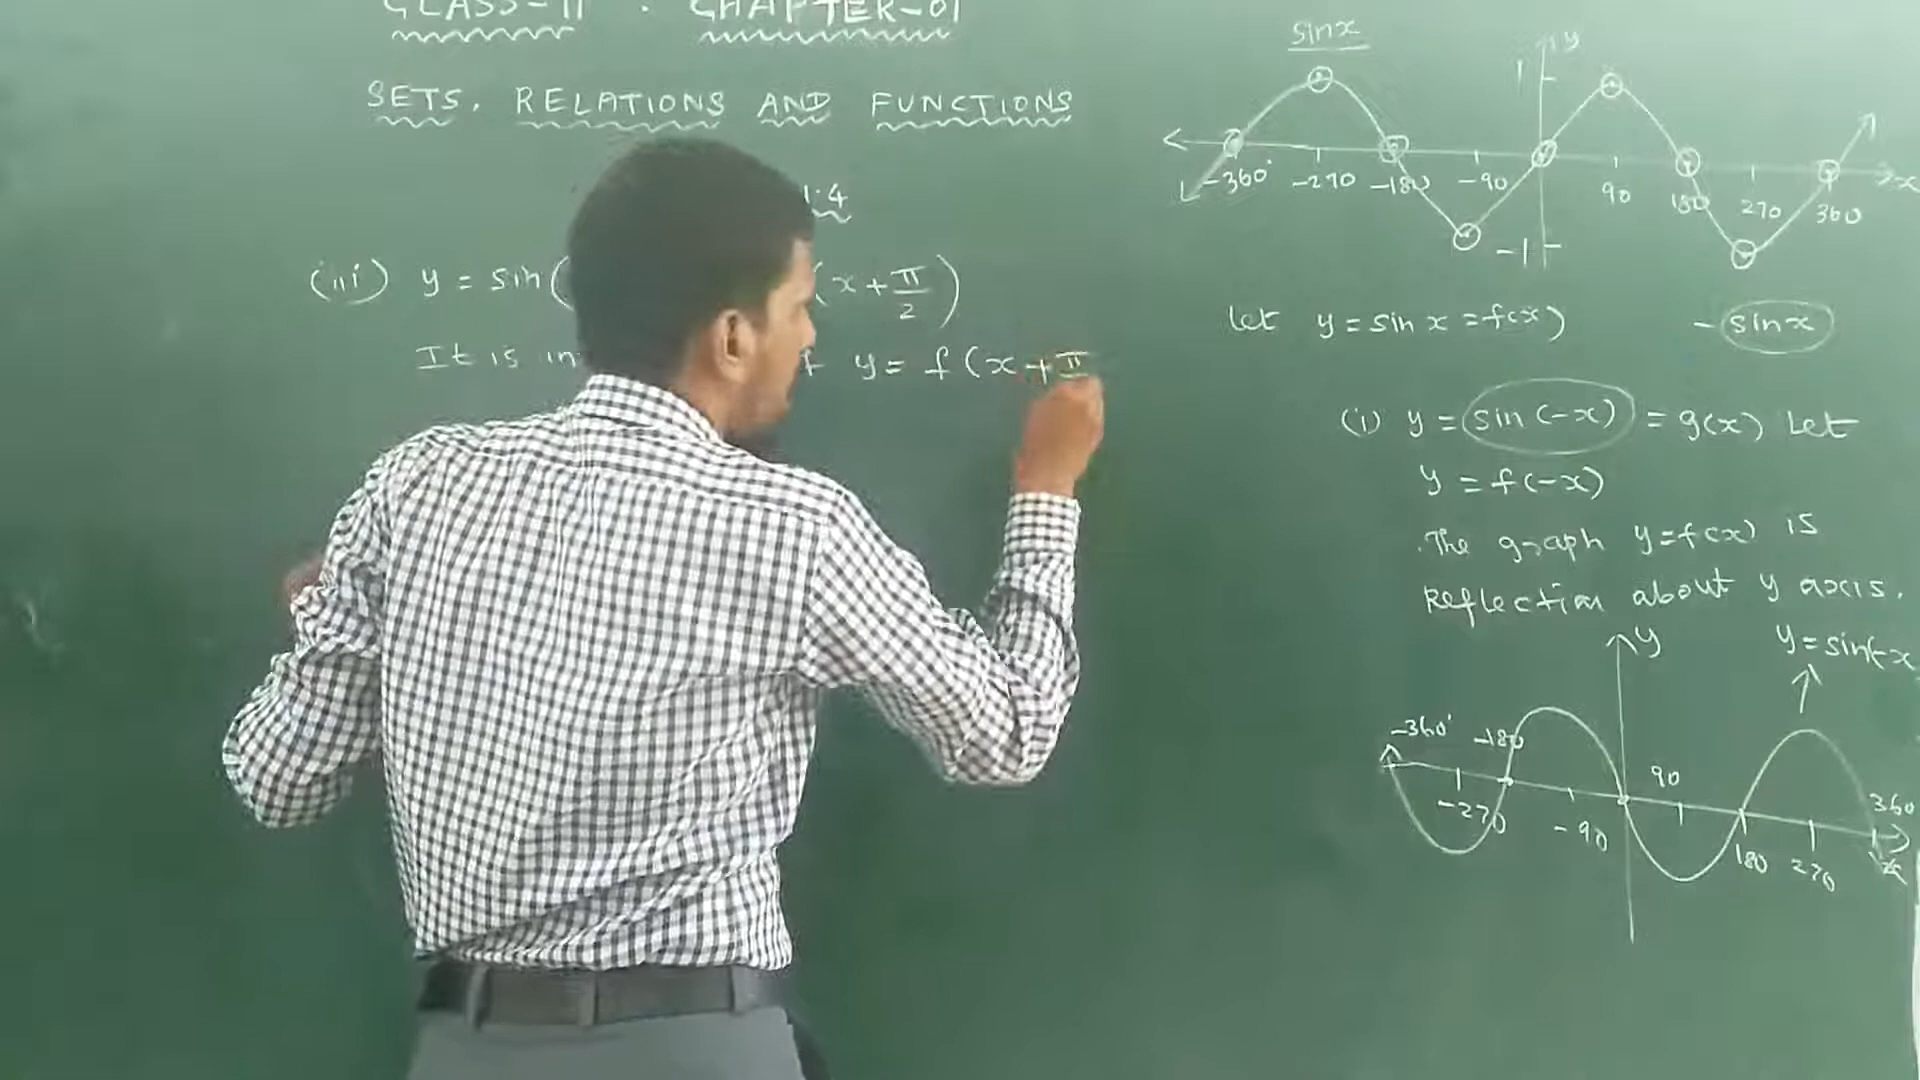 CLASS-11 . CHAPTER-01
SETS, RELATIONS AND FUNCTIONS
1.4
(iii) y = sin( (x + π/2)
It is in y = f(x + π
sinx
y
1
-360° -270 -180 -90 90 180 270 360 x
-1
Let y = sin x = f(x) - sinx
(i) y = sin(-x) = g(x) Let
y = f(-x)
The graph y = f(x) is
Reflection about y axis.
y y = sin(-x
-360° -180 90 360
-270 -90 180 270 x